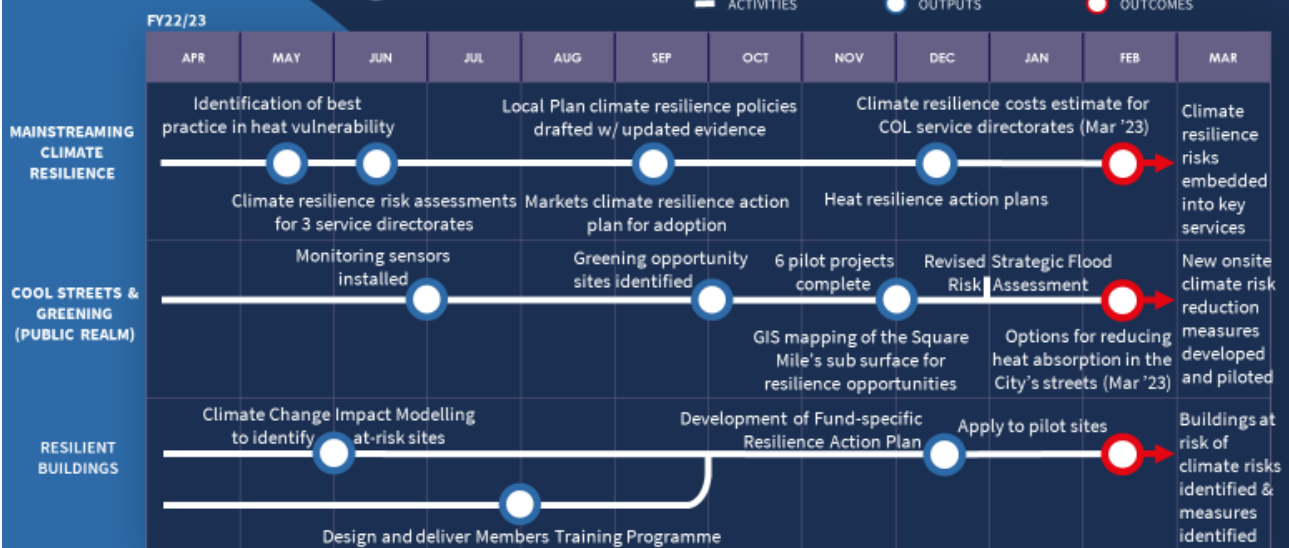 ACTIVITIES
OUTPUTS
OUTCOMES
FY22/23
APR
MAY
JUN
JUL
AUG
SEP
OCT
NOV
DEC
JAN
FEB
MAR
MAINSTREAMING
CLIMATE
RESILIENCE
Identification of best
practice in heat vulnerability
Climate resilience risk assessments
for 3 service directorates
Local Plan climate resilience policies
drafted w/ updated evidence
Markets climate resilience action
plan for adoption
Climate resilience costs estimate for
COL service directorates (Mar ’23)
Heat resilience action plans
Climate
resilience
risks
embedded
into key
services
COOL STREETS &
GREENING
(PUBLIC REALM)
Monitoring sensors
installed
Greening opportunity
sites identified
6 pilot projects
complete
GIS mapping of the Square
Mile's sub surface for
resilience opportunities
Revised Strategic Flood
Risk Assessment
Options for reducing
heat absorption in the
City's streets (Mar ’23)
New onsite
climate risk
reduction
measures
developed
and piloted
RESILIENT
BUILDINGS
Climate Change Impact Modelling
to identify at-risk sites
Design and deliver Members Training Programme
Development of Fund-specific
Resilience Action Plan
Apply to pilot sites
Buildings at
risk of
climate risks
identified &
measures
identified